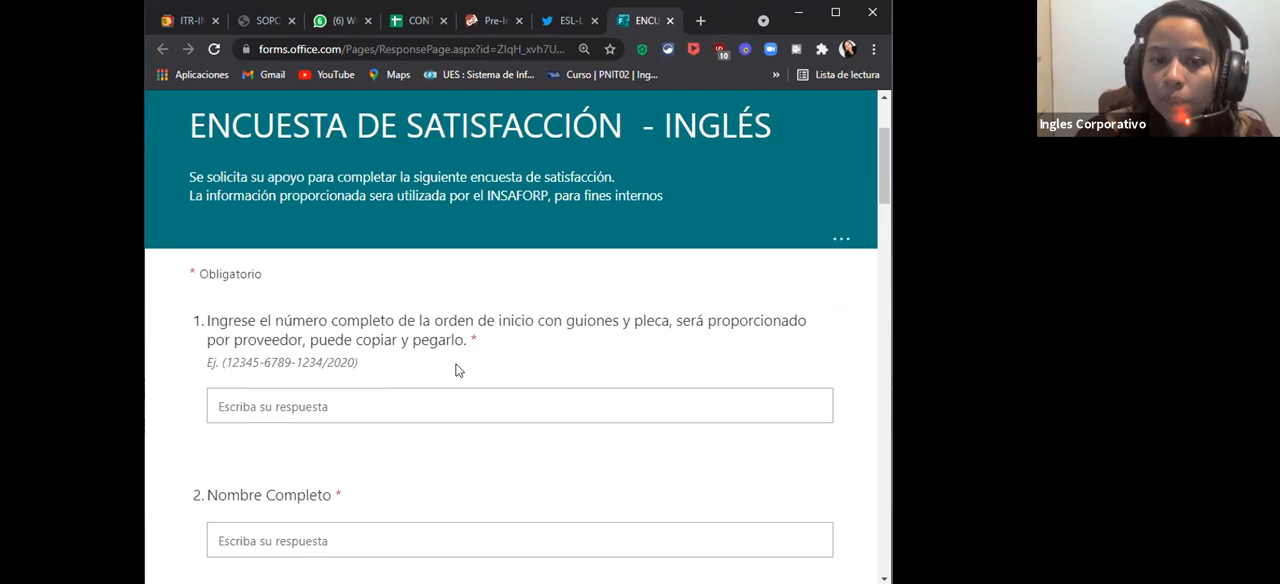 ITR-I
SOPC
(6) W
CONT
Pre-Ir
ESL-L
ENCU
forms.office.com/Pages/ResponsePage.aspx?id=ZIqH_xvh7U...
10
Aplicaciones
Gmail
YouTube
Maps
UES : Sistema de Inf...
Curso | PNIT02 | Ing...
»
Lista de lectura
ENCUESTA DE SATISFACCIÓN - INGLÉS
Se solicita su apoyo para completar la siguiente encuesta de satisfacción.
La información proporcionada sera utilizada por el INSAFORP, para fines internos
...
* Obligatorio
1. Ingrese el número completo de la orden de inicio con guiones y pleca, será proporcionado
por proveedor, puede copiar y pegarlo. *
Ej. (12345-6789-1234/2020)
Escriba su respuesta
2. Nombre Completo *
Escriba su respuesta
Ingles Corporativo